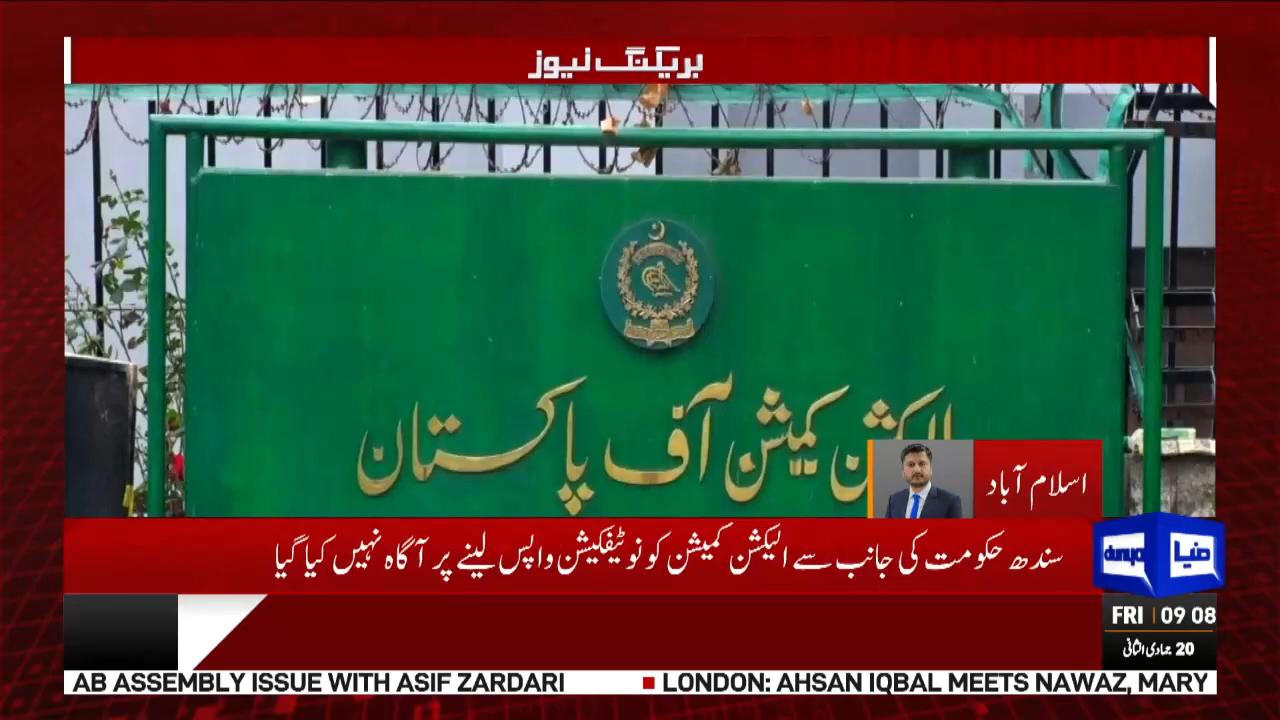 بریکنگ نیوز
الیکشن کمیشن آف پاکستان
اسلام آباد
سندھ حکومت کی جانب سے الیکشن کمیشن کو نوٹیفکیشن واپس لینے پر آگاہ نہیں کیا گیا
دنیا
dunya
FRI 09 08
20 جمادی الثانی
AB ASSEMBLY ISSUE WITH ASIF ZARDARI ■ LONDON: AHSAN IQBAL MEETS NAWAZ, MARY